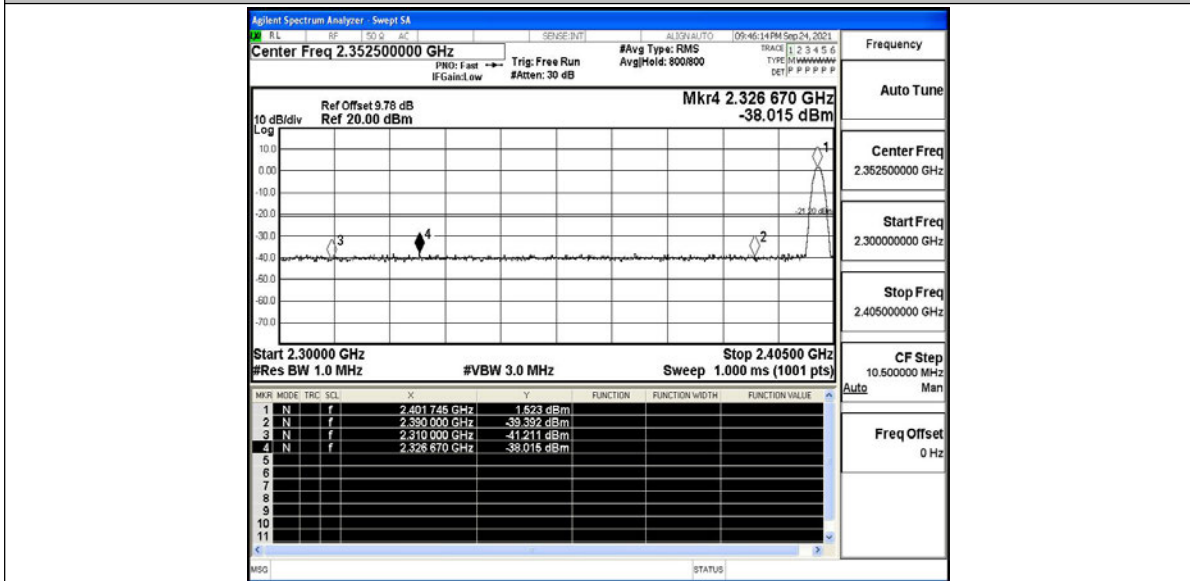 Agilent Spectrum Analyzer - Swept SA
RL RF 50 Ω AC SENSE:INT ALIGN AUTO 09:46:14 PM Sep 24, 2021
Center Freq 2.352500000 GHz
PNO: Fast
IFGain:Low
Trig: Free Run
#Atten: 30 dB
#Avg Type: RMS
Avg|Hold: 800/800
TRACE 1 2 3 4 5 6
TYPE M
DET P P P P P P
Frequency
Auto Tune
Ref Offset 9.78 dB
10 dB/div Ref 20.00 dBm
Log
Mkr4 2.326 670 GHz
-38.015 dBm
10.0
0.00
-10.0
-20.0
-30.0
-40.0
-50.0
-60.0
-70.0
1
2
3
4
-21.20 dBm
Start 2.30000 GHz Stop 2.40500 GHz
#Res BW 1.0 MHz #VBW 3.0 MHz Sweep 1.000 ms (1001 pts)
Center Freq
2.352500000 GHz
Start Freq
2.300000000 GHz
Stop Freq
2.405000000 GHz
CF Step
10.500000 MHz
Auto Man
Freq Offset
0 Hz
MKR MODE TRC SCL X Y FUNCTION FUNCTION WIDTH FUNCTION VALUE
1 N f 2.401 745 GHz 1.523 dBm
2 N f 2.390 000 GHz -39.392 dBm
3 N f 2.310 000 GHz -41.211 dBm
4 N f 2.326 670 GHz -38.015 dBm
5
6
7
8
9
10
11
MSG STATUS